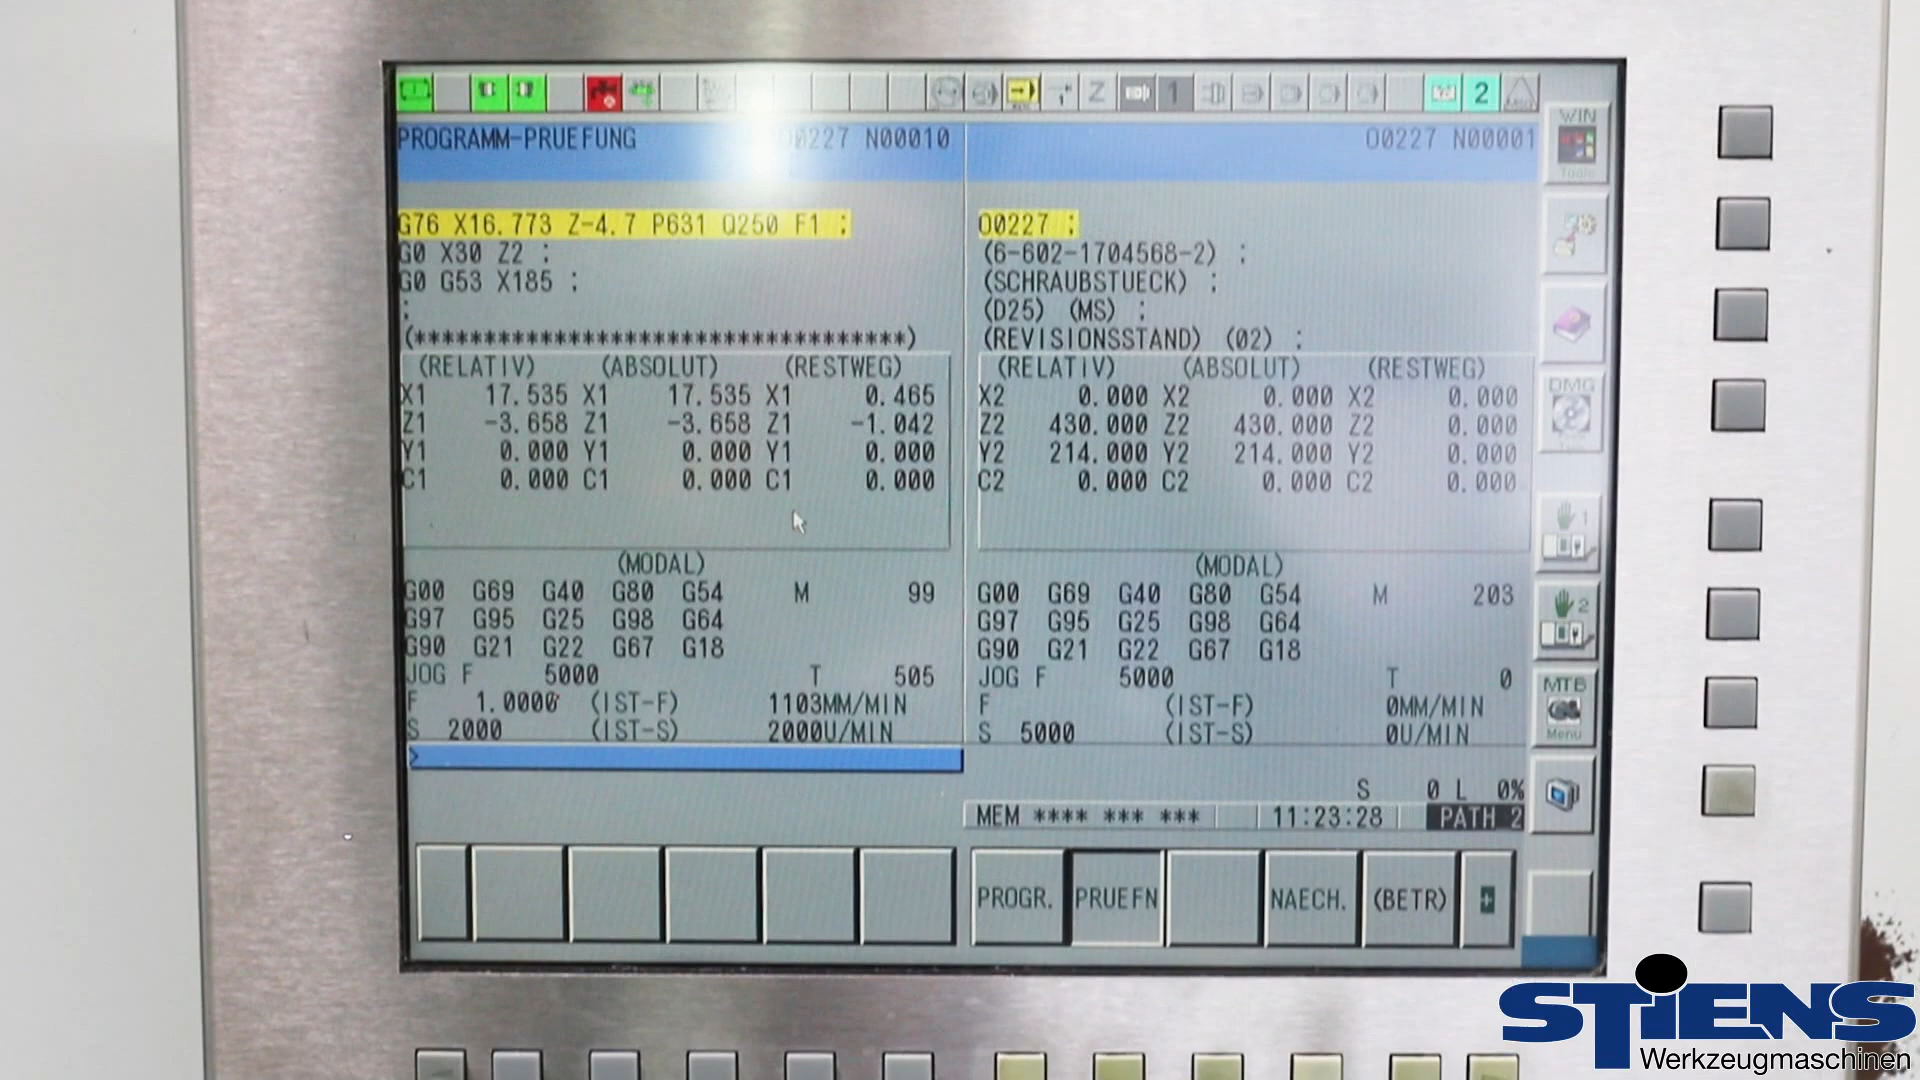 1
2
PROGRAMM-PRUEFUNG O0227 N00010
G76 X16.773 Z-4.7 P631 Q250 F1 ;
G0 X30 Z2 ;
G0 G53 X185 ;
;
(***********************************)
(RELATIV) (ABSOLUT) (RESTWEG)
X1 17.535 X1 17.535 X1 0.465
Z1 -3.658 Z1 -3.658 Z1 -1.042
Y1 0.000 Y1 0.000 Y1 0.000
C1 0.000 C1 0.000 C1 0.000
(MODAL)
G00 G69 G40 G80 G54 M 99
G97 G95 G25 G98 G64
G90 G21 G22 G67 G18
JOG F 5000 T 505
F 1.0000 (IST-F) 1103MM/MIN
S 2000 (IST-S) 2000U/MIN
>
O0227 N00001
O0227 ;
(6-602-1704568-2) ;
(SCHRAUBSTUECK) ;
(D25) (MS) ;
(REVISIONSSTAND) (02) ;
(RELATIV) (ABSOLUT) (RESTWEG)
X2 0.000 X2 0.000 X2 0.000
Z2 430.000 Z2 430.000 Z2 0.000
Y2 214.000 Y2 214.000 Y2 0.000
C2 0.000 C2 0.000 C2 0.000
(MODAL)
G00 G69 G40 G80 G54 M 203
G97 G95 G25 G98 G64
G90 G21 G22 G67 G18
JOG F 5000 T 0
F (IST-F) 0MM/MIN
S 5000 (IST-S) 0U/MIN
S 0 L 0%
MEM **** *** *** 11:23:28 PATH 2
PROGR. PRUEFN NAECH. (BETR) +
WIN
Tools
DMG
1
2
MTB
Menu
STIENS
Werkzeugmaschinen